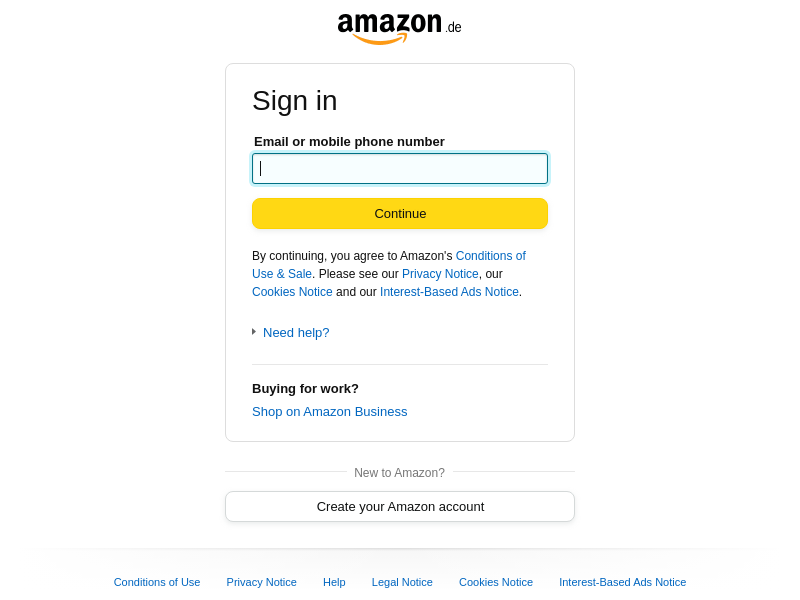 amazon.de
Sign in
Email or mobile phone number
Continue
By continuing, you agree to Amazon's Conditions of
Use & Sale. Please see our Privacy Notice, our
Cookies Notice and our Interest-Based Ads Notice.
Need help?
Buying for work?
Shop on Amazon Business
New to Amazon?
Create your Amazon account
Conditions of Use Privacy Notice Help Legal Notice Cookies Notice Interest-Based Ads Notice